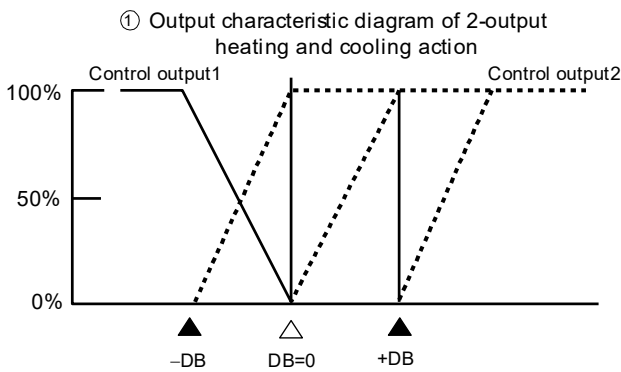 ① Output characteristic diagram of 2-output
heating and cooling action
Control output1
Control output2
100%
50%
0%
−DB
DB=0
+DB